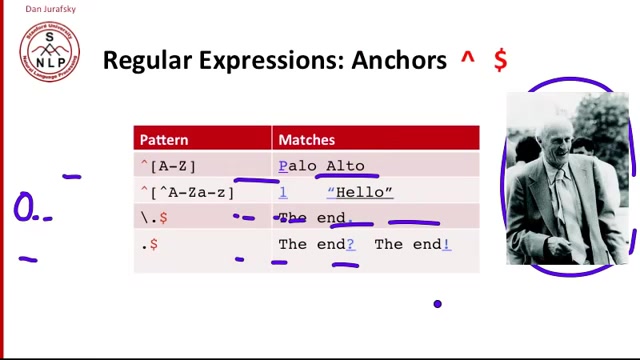 Dan Jurafsky
Stanford University
S
NLP
Natural Language Processing
Regular Expressions: Anchors ^ $
Pattern Matches
^[A-Z] Palo Alto
^[^A-Za-z] 1 “Hello”
\.$ The end.
.$ The end? The end!